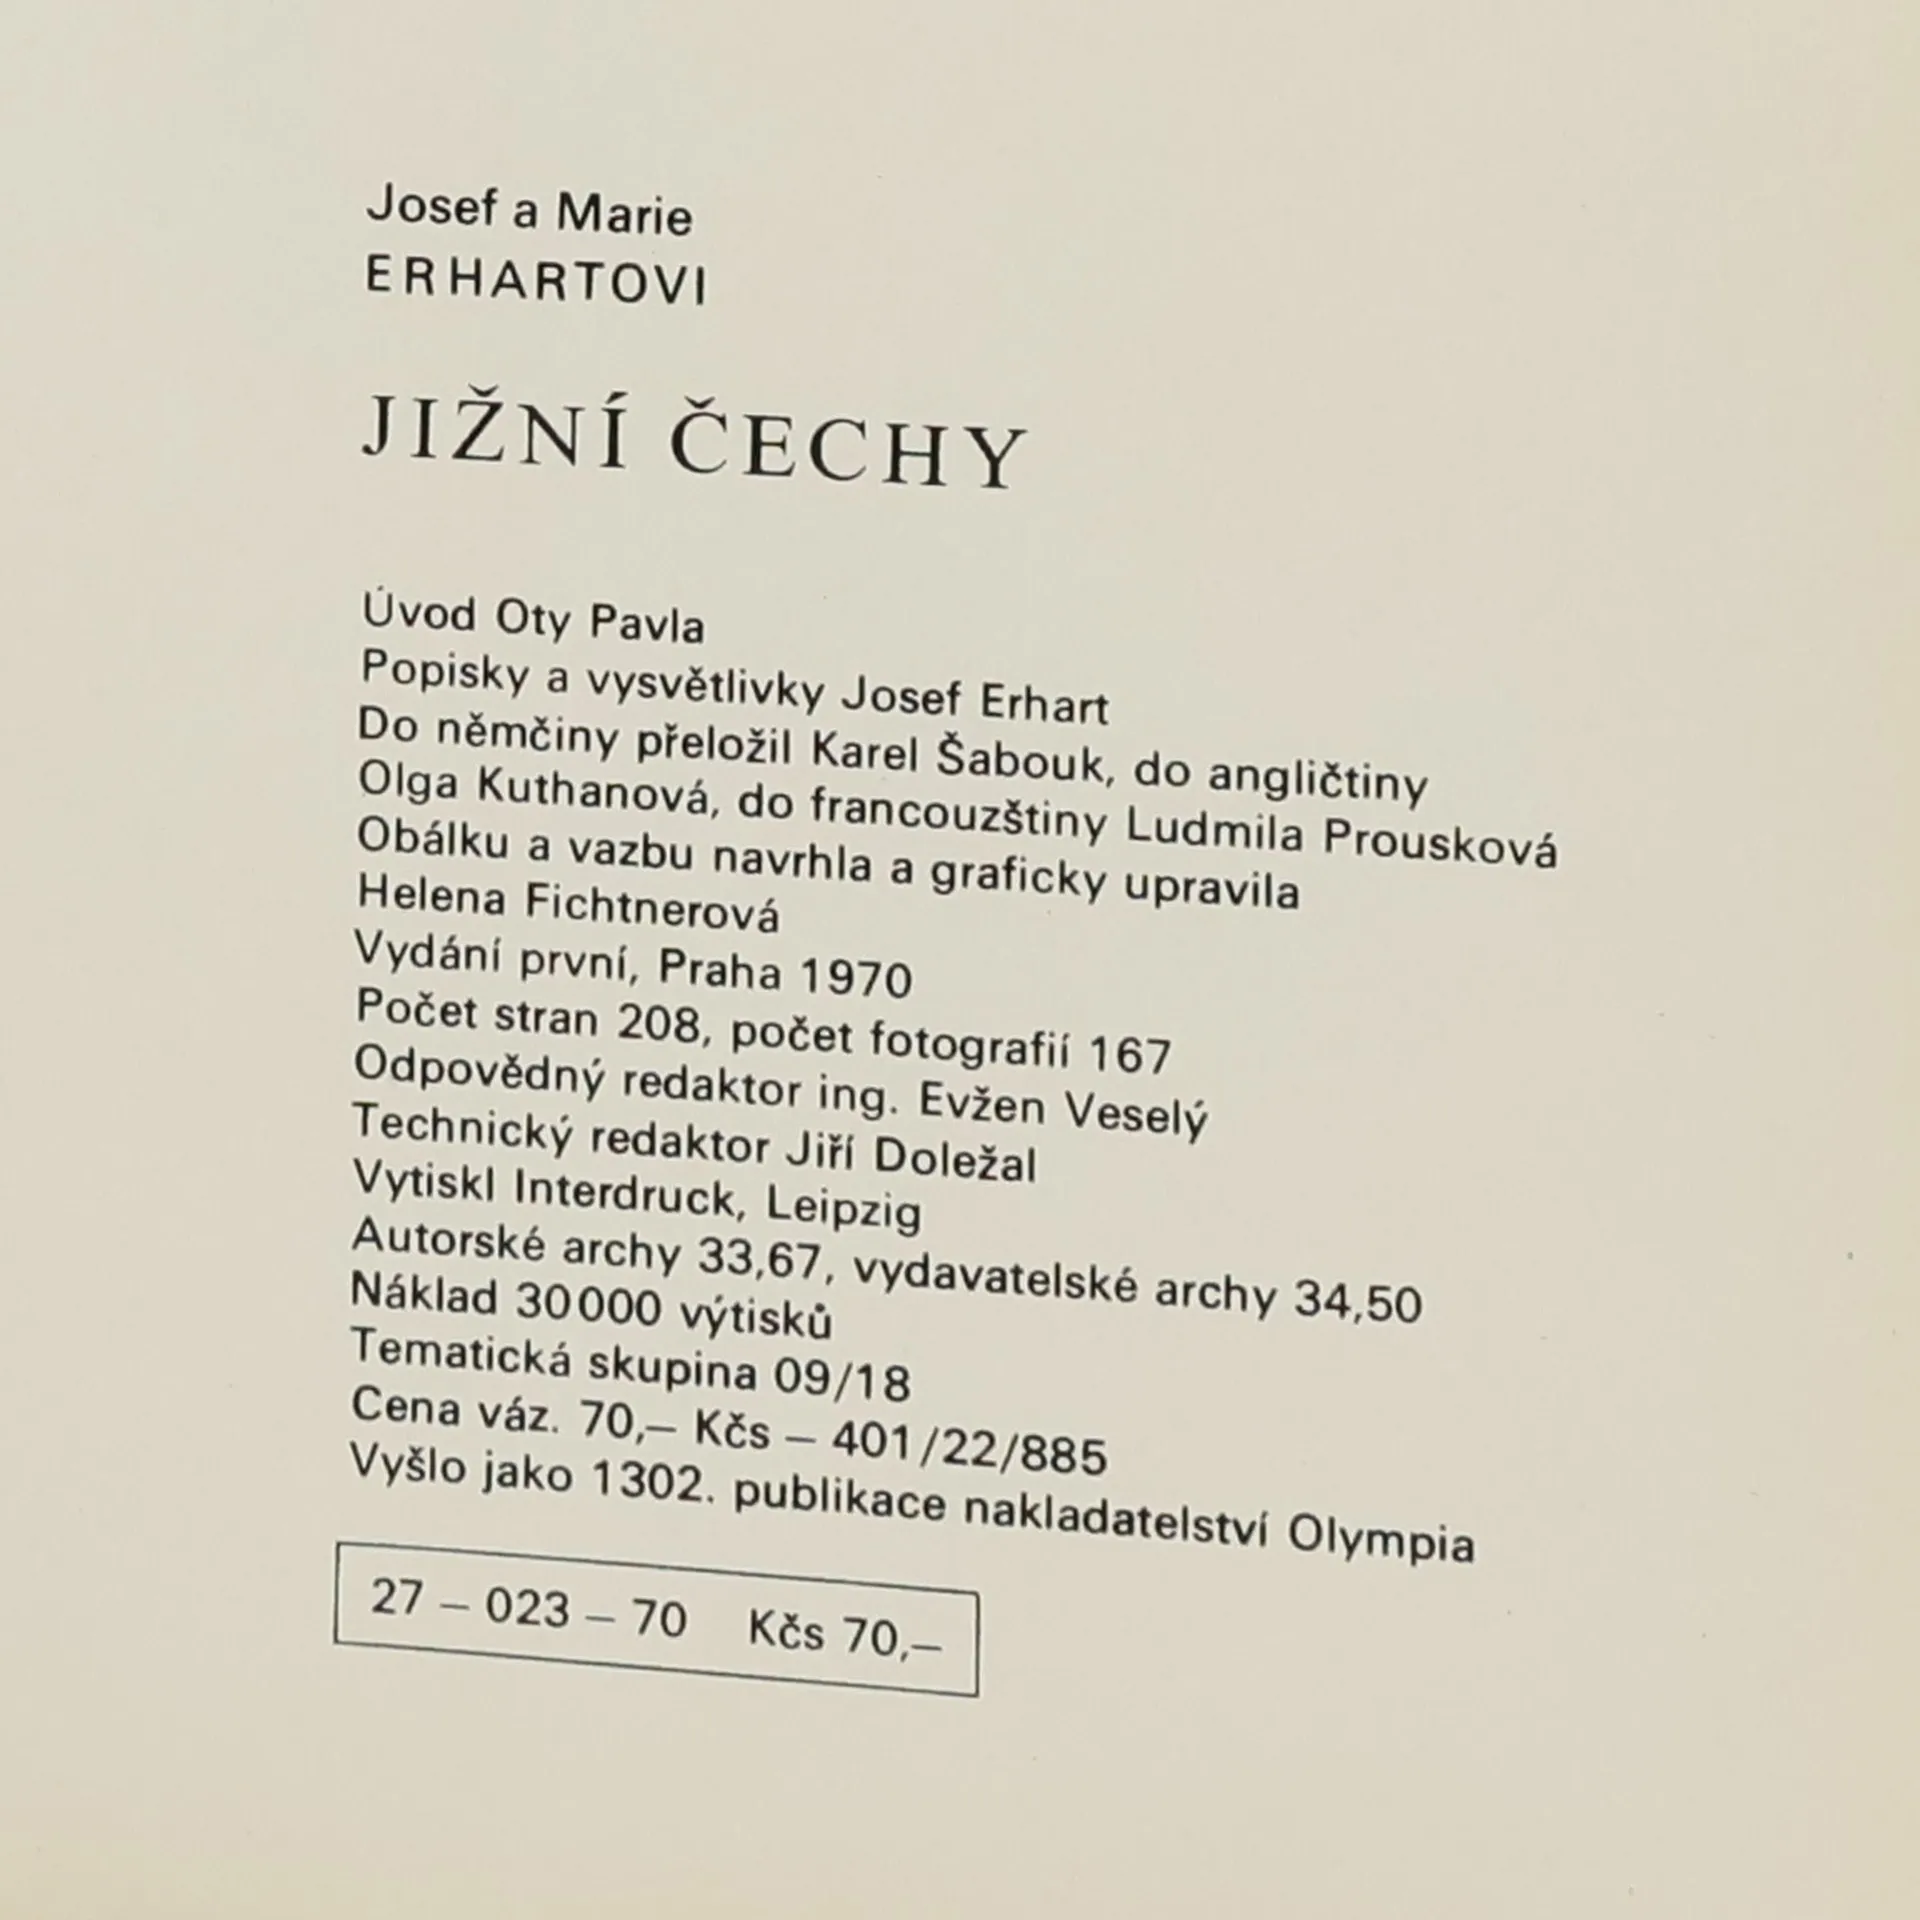 Josef a Marie
ERHARTOVI
JIŽNÍ ČECHY
Úvod Oty Pavla
Popisky a vysvětlivky Josef Erhart
Do němčiny přeložil Karel Šabouk, do angličtiny
Olga Kuthanová, do francouzštiny Ludmila Prousková
Obálku a vazbu navrhla a graficky upravila
Helena Fichtnerová
Vydání první, Praha 1970
Počet stran 208, počet fotografií 167
Odpovědný redaktor ing. Evžen Veselý
Technický redaktor Jiří Doležal
Vytiskl Interdruck, Leipzig
Autorské archy 33,67, vydavatelské archy 34,50
Náklad 30000 výtisků
Tematická skupina 09/18
Cena váz. 70,— Kčs — 401/22/885
Vyšlo jako 1302. publikace nakladatelství Olympia
27 — 023 — 70 Kčs 70,—